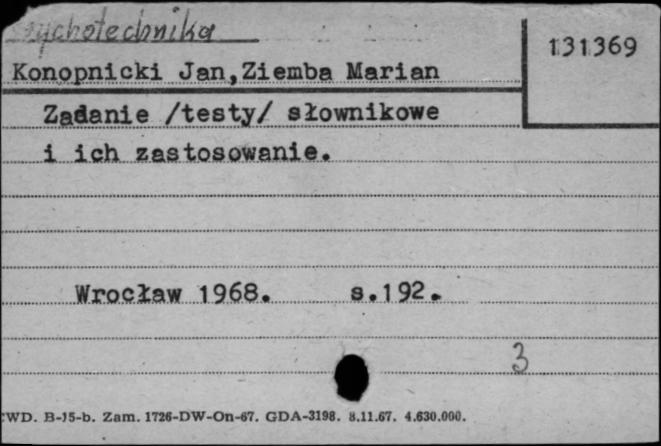 Psychotechnika
131369
Konopnicki Jan,Ziemba Marian
Zadanie /testy/ słownikowe
i ich zastosowanie.
Wrocław 1968. s.192.
3
WD. B-15-b. Zam. 1726-DW-On-67. GDA-3198. 8.11.67. 4.630.000.